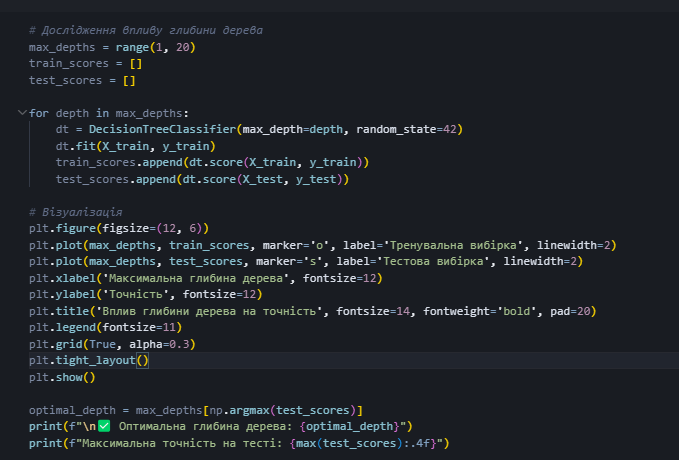 # Дослідження впливу глибини дерева
max_depths = range(1, 20)
train_scores = []
test_scores = []
for depth in max_depths:
    dt = DecisionTreeClassifier(max_depth=depth, random_state=42)
    dt.fit(X_train, y_train)
    train_scores.append(dt.score(X_train, y_train))
    test_scores.append(dt.score(X_test, y_test))
# Візуалізація
plt.figure(figsize=(12, 6))
plt.plot(max_depths, train_scores, marker='o', label='Тренувальна вибірка', linewidth=2)
plt.plot(max_depths, test_scores, marker='s', label='Тестова вибірка', linewidth=2)
plt.xlabel('Максимальна глибина дерева', fontsize=12)
plt.ylabel('Точність', fontsize=12)
plt.title('Вплив глибини дерева на точність', fontsize=14, fontweight='bold', pad=20)
plt.legend(fontsize=11)
plt.grid(True, alpha=0.3)
plt.tight_layout()
plt.show()
optimal_depth = max_depths[np.argmax(test_scores)]
print(f"\n✅ Оптимальна глибина дерева: {optimal_depth}")
print(f"Максимальна точність на тесті: {max(test_scores):.4f}")